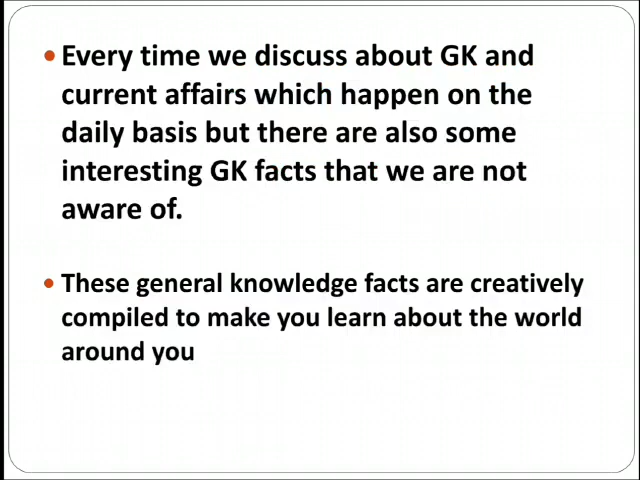 Every time we discuss about GK and
current affairs which happen on the
daily basis but there are also some
interesting GK facts that we are not
aware of.
These general knowledge facts are creatively
compiled to make you learn about the world
around you